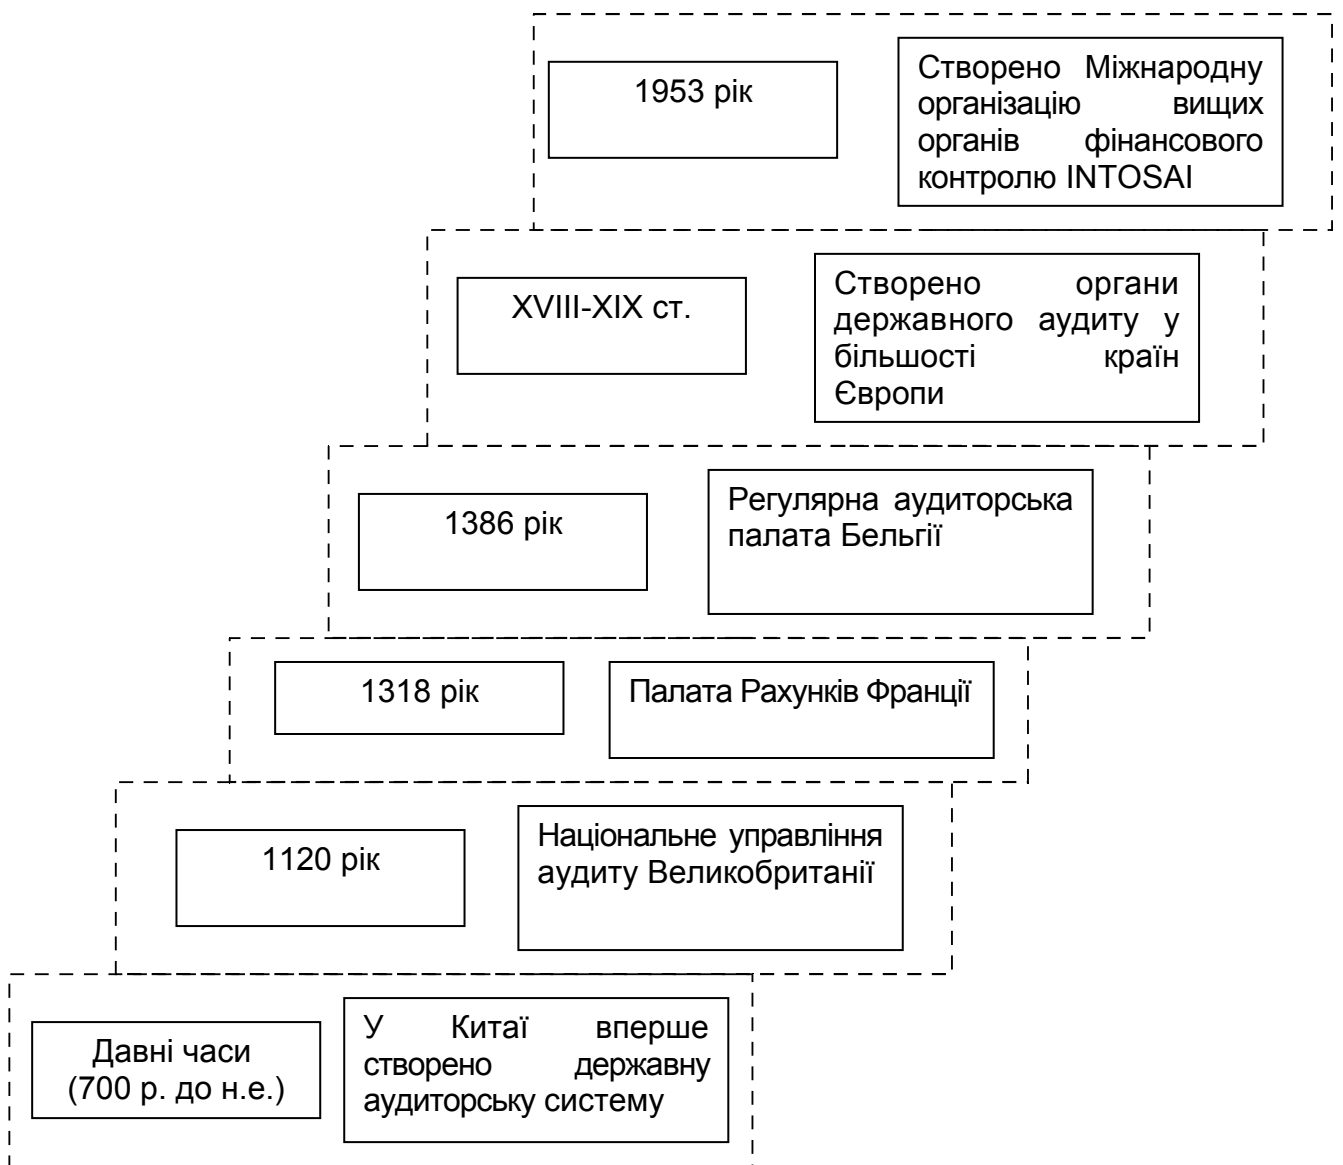 1953 рік
Створено Міжнародну
організацію вищих
органів фінансового
контролю INTOSAI
XVIII-XIX ст.
Створено органи
державного аудиту у
більшості країн
Європи
1386 рік
Регулярна аудиторська
палата Бельгії
1318 рік
Палата Рахунків Франції
1120 рік
Національне управління
аудиту Великобританії
Давні часи
(700 р. до н.е.)
У Китаї вперше
створено державну
аудиторську систему